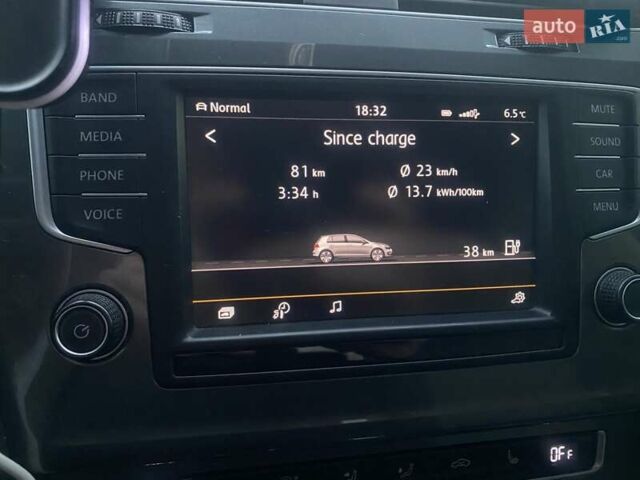 auto RIA .com
BAND
MEDIA
PHONE
VOICE
Normal 18:32 6.5°C
< Since charge >
81 km Ø 23 km/h
3:34 h Ø 13.7 kWh/100km
38 km
MUTE
SOUND
CAR
MENU
OFF